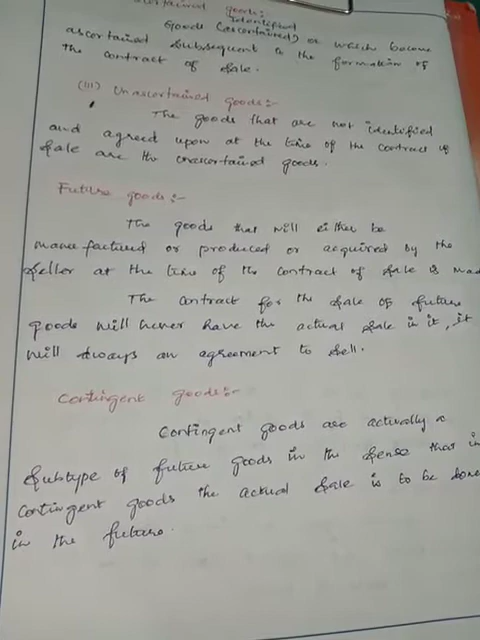 ascertained goods:
Identified
Goods (ascertained) or which become
ascertained subsequent to the formation of
the contract of sale.
(iii) Unascertained goods:-
The goods that are not identified
and agreed upon at the time of the contract of
sale are the unascertained goods.
Future goods:-
The goods that will either be
manufactured or produced or acquired by the
seller at the time of the contract of sale is mad
The contract for the sale of future
goods will never have the actual sale in it, it
will always an agreement to sell.
Contingent goods:-
Contingent goods are actually a
subtype of future goods in the sense that in
contingent goods the actual sale is to be done
in the future.